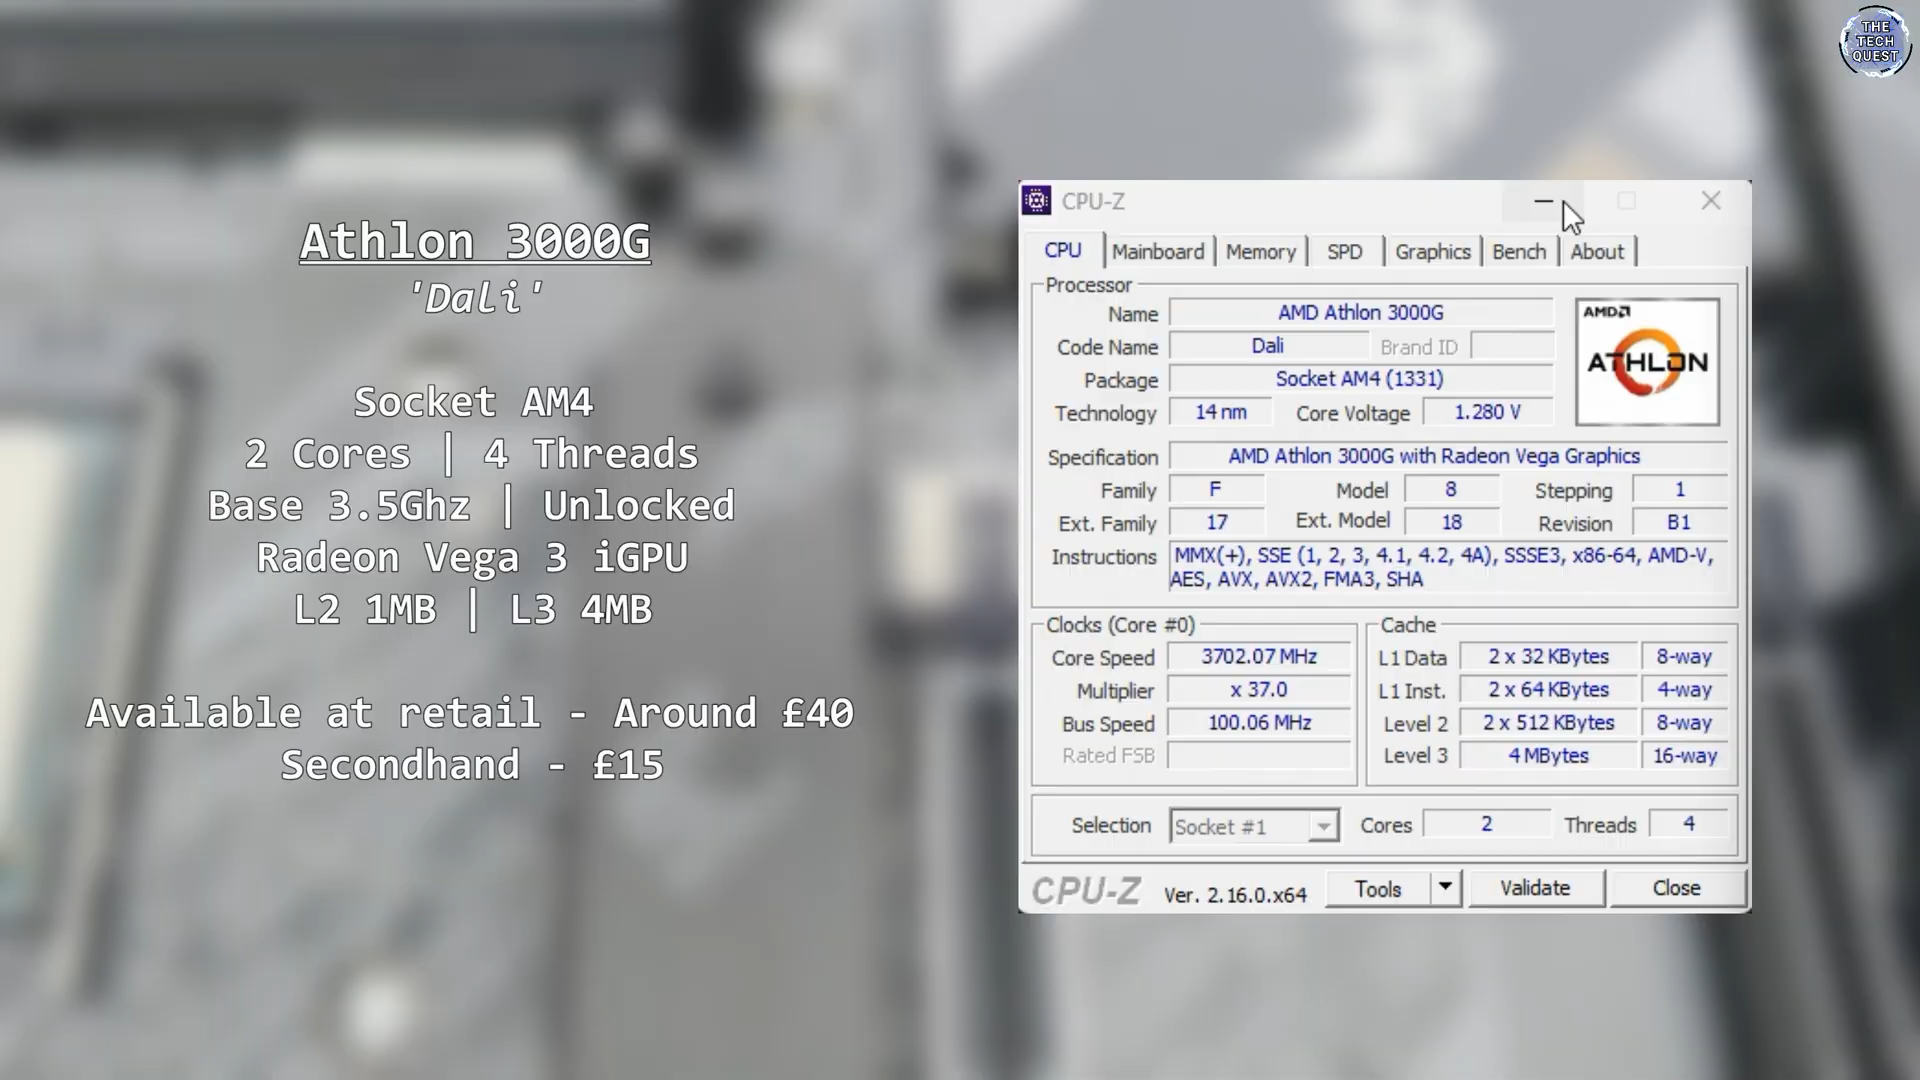 THE
TECH
QUEST
Athlon 3000G
'Dali'
Socket AM4
2 Cores | 4 Threads
Base 3.5Ghz | Unlocked
Radeon Vega 3 iGPU
L2 1MB | L3 4MB
Available at retail - Around £40
Secondhand - £15
CPU-Z
CPU Mainboard Memory SPD Graphics Bench About
Processor
Name AMD Athlon 3000G
Code Name Dali Brand ID
Package Socket AM4 (1331)
Technology 14 nm Core Voltage 1.280 V
AMD
ATHLON
Specification AMD Athlon 3000G with Radeon Vega Graphics
Family F Model 8 Stepping 1
Ext. Family 17 Ext. Model 18 Revision B1
Instructions MMX(+), SSE (1, 2, 3, 4.1, 4.2, 4A), SSSE3, x86-64, AMD-V,
AES, AVX, AVX2, FMA3, SHA
Clocks (Core #0)
Core Speed 3702.07 MHz
Multiplier x 37.0
Bus Speed 100.06 MHz
Rated FSB
Cache
L1 Data 2 x 32 KBytes 8-way
L1 Inst. 2 x 64 KBytes 4-way
Level 2 2 x 512 KBytes 8-way
Level 3 4 MBytes 16-way
Selection Socket #1 Cores 2 Threads 4
CPU-Z Ver. 2.16.0.x64 Tools Validate Close